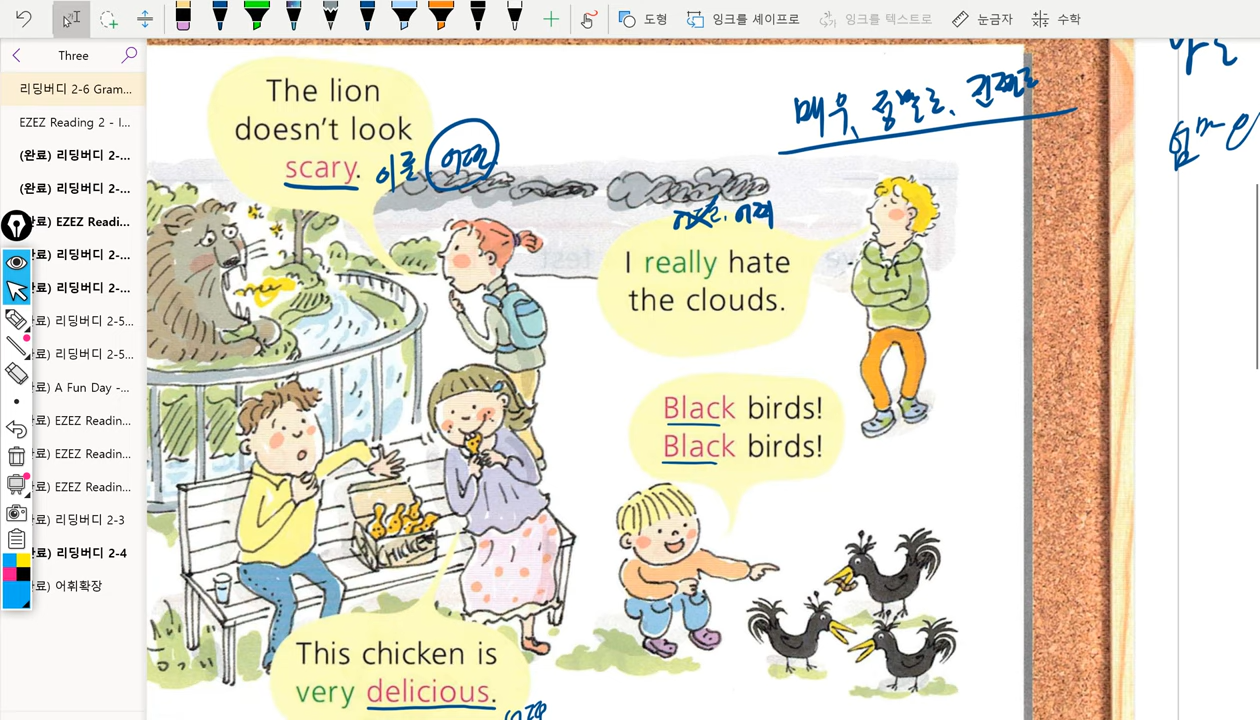 도형
잉크를 셰이프로
잉크를 텍스트로
눈금자
수학
Three
리딩버디 2-6 Gram...
EZEZ Reading 2 - I...
(완료) 리딩버디 2-...
(완료) 리딩버디 2-...
료) EZEZ Readi...
료) 리딩버디 2-...
료) 리딩버디 2-...
료) 리딩버디 2-5...
료) 리딩버디 2-5...
료) A Fun Day -...
료) EZEZ Readin...
료) EZEZ Readin...
료) EZEZ Readin...
료) 리딩버디 2-3
료) 리딩버디 2-4
료) 어휘확장
The lion
doesn't look
scary.
매우, 정말로,
I really hate
the clouds.
Black birds!
Black birds!
CHICKEN
This chicken is
very delicious.